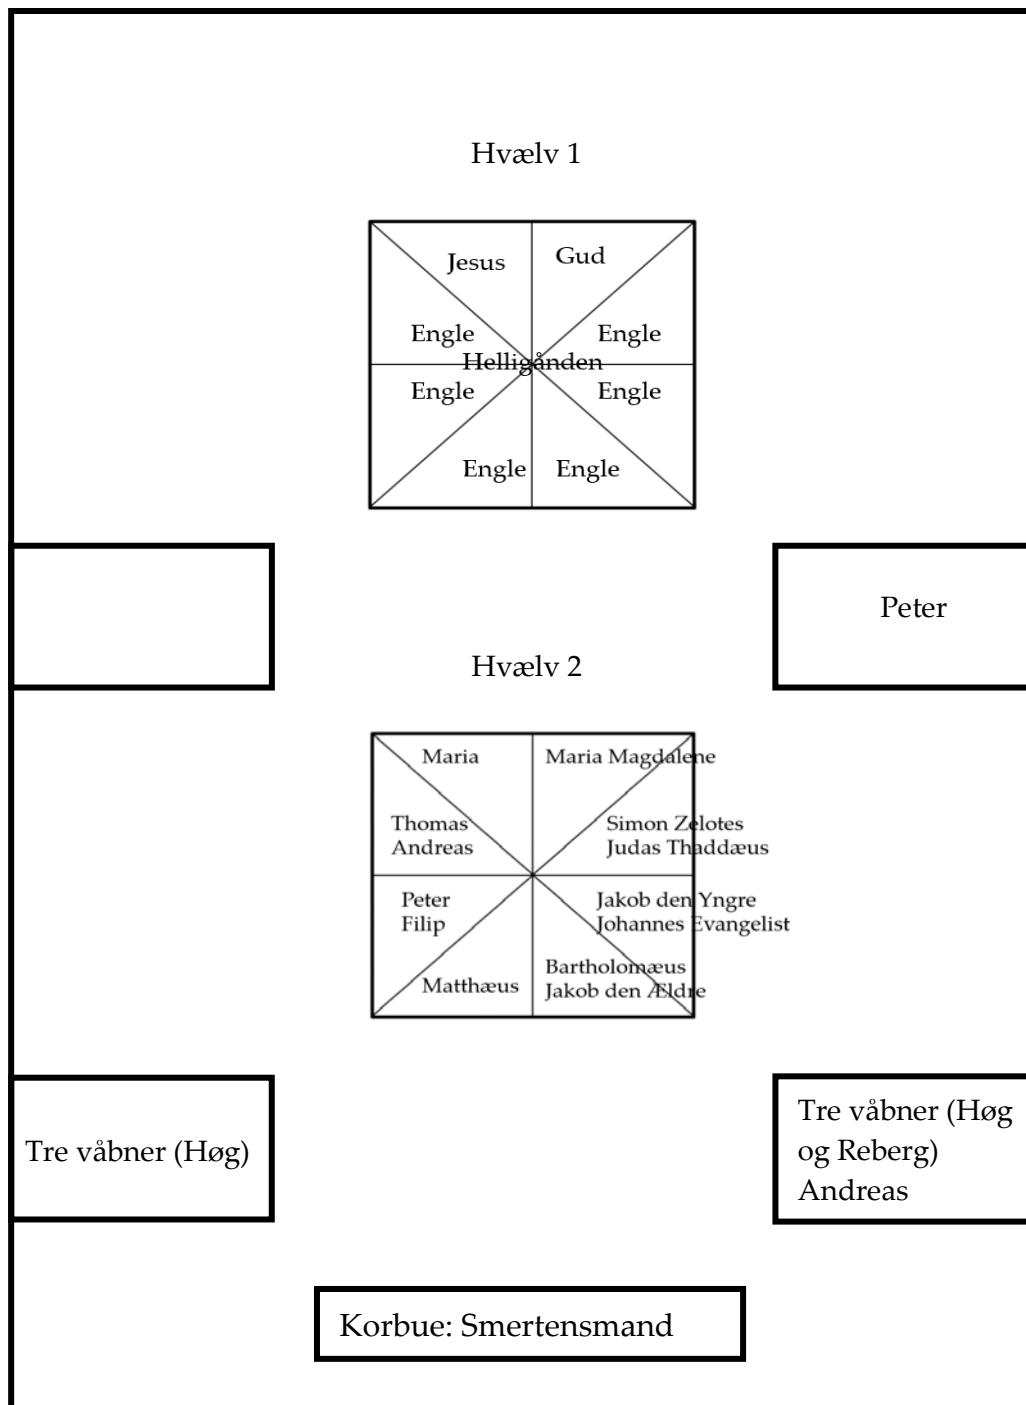 Hvælv 1
Jesus
Gud
Engle
Engle
Helligånden
Engle
Engle
Engle
Engle
Peter
Hvælv 2
Maria
Maria Magdalene
Thomas
Andreas
Simon Zelotes
Judas Thaddæus
Peter
Filip
Jakob den Yngre
Johannes Evangelist
Matthæus
Bartholomæus
Jakob den Ældre
Tre våbner (Høg)
Tre våbner (Høg
og Reberg)
Andreas
Korbue: Smertensmand